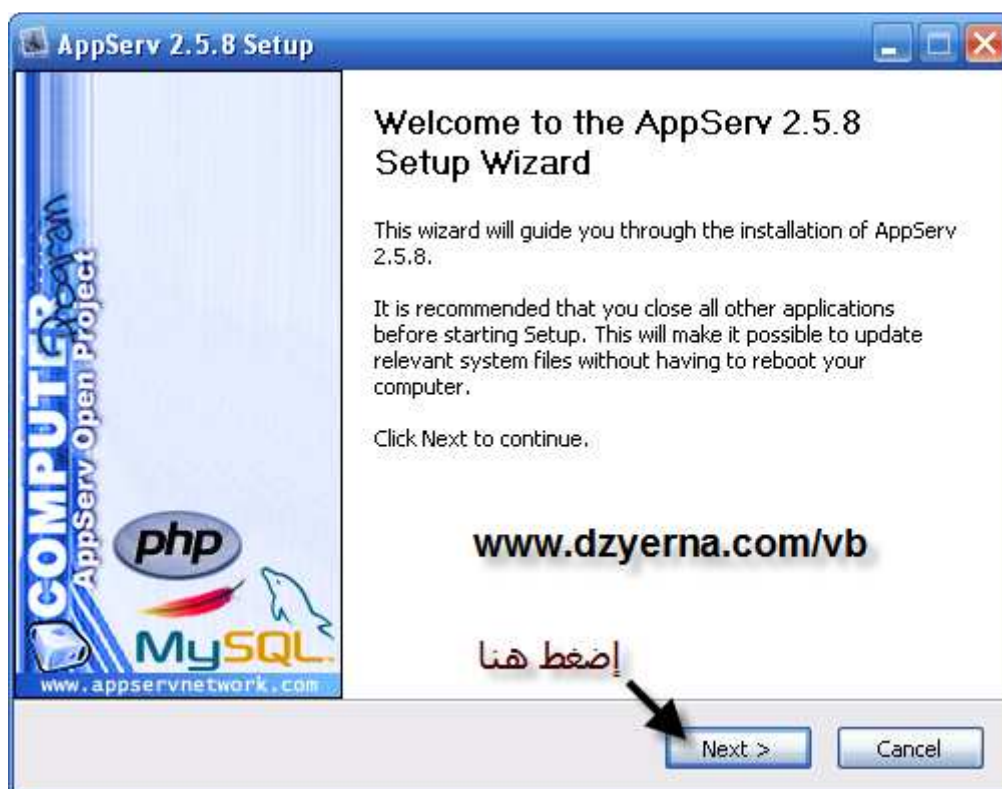 AppServ 2.5.8 Setup
Welcome to the AppServ 2.5.8
Setup Wizard
This wizard will guide you through the installation of AppServ
2.5.8.
It is recommended that you close all other applications
before starting Setup. This will make it possible to update
relevant system files without having to reboot your
computer.
Click Next to continue.
www.dzyerna.com/vb
إضغط هنا
Next >
Cancel
COMPUTER
Program
AppServ Open Project
php
MySQL
www.appservnetwork.com